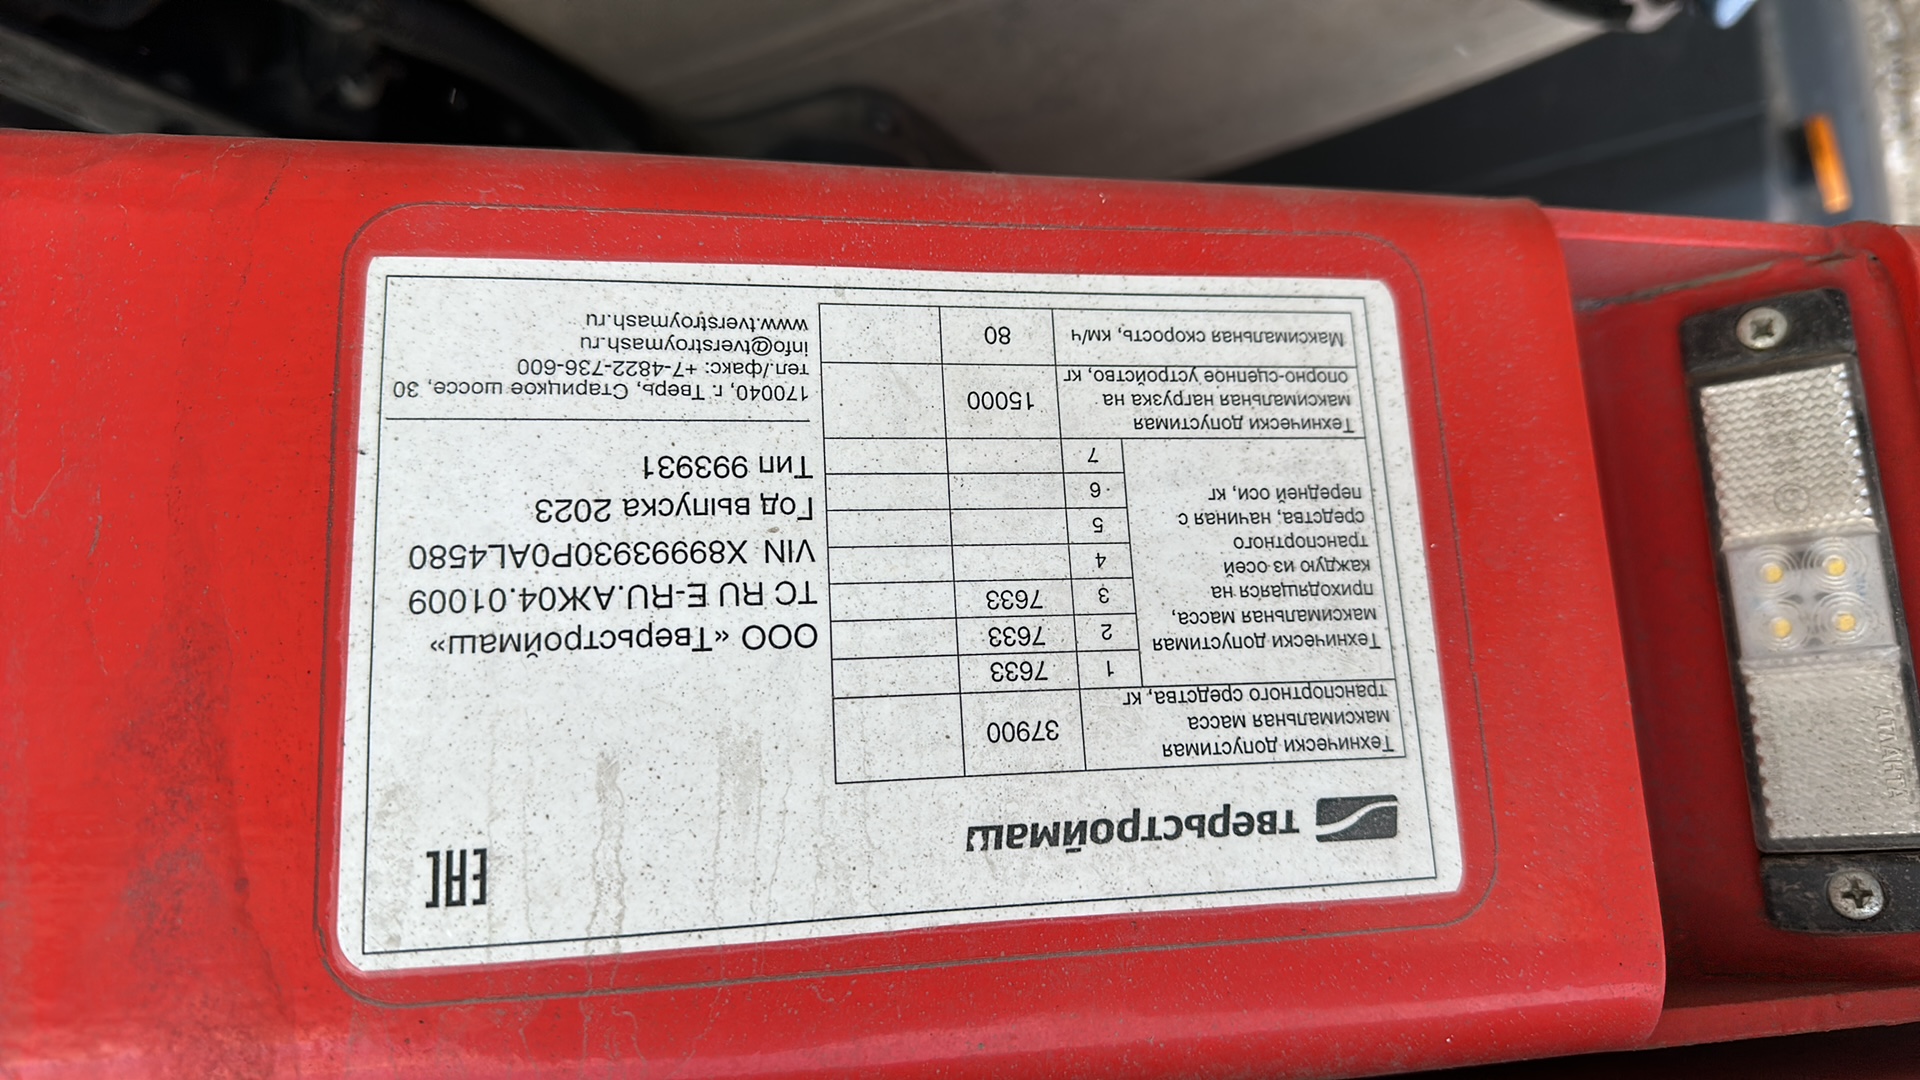 ТВЕРЬСТРОЙМАШ
EAC
Технически допустимая
максимальная масса
транспортного средства, кг
37900
Технически допустимая
максимальная масса,
приходящаяся на
каждую из осей
транспортного
средства, начиная с
передней оси, кг
1 7633
2 7633
3 7633
4
5
6
7
Технически допустимая
максимальная нагрузка на
опорно-сцепное устройство, кг
15000
Максимальная скорость, км/ч 80
ООО «Тверьстроймаш»
ТС RU E-RU.АЖ04.01009
VIN X89993930P0AL4580
Год выпуска 2023
Тип 993931
170040, г. Тверь, Старицкое шоссе, 30
тел./факс: +7-4822-736-600
info@tverstroymash.ru
www.tverstroymash.ru